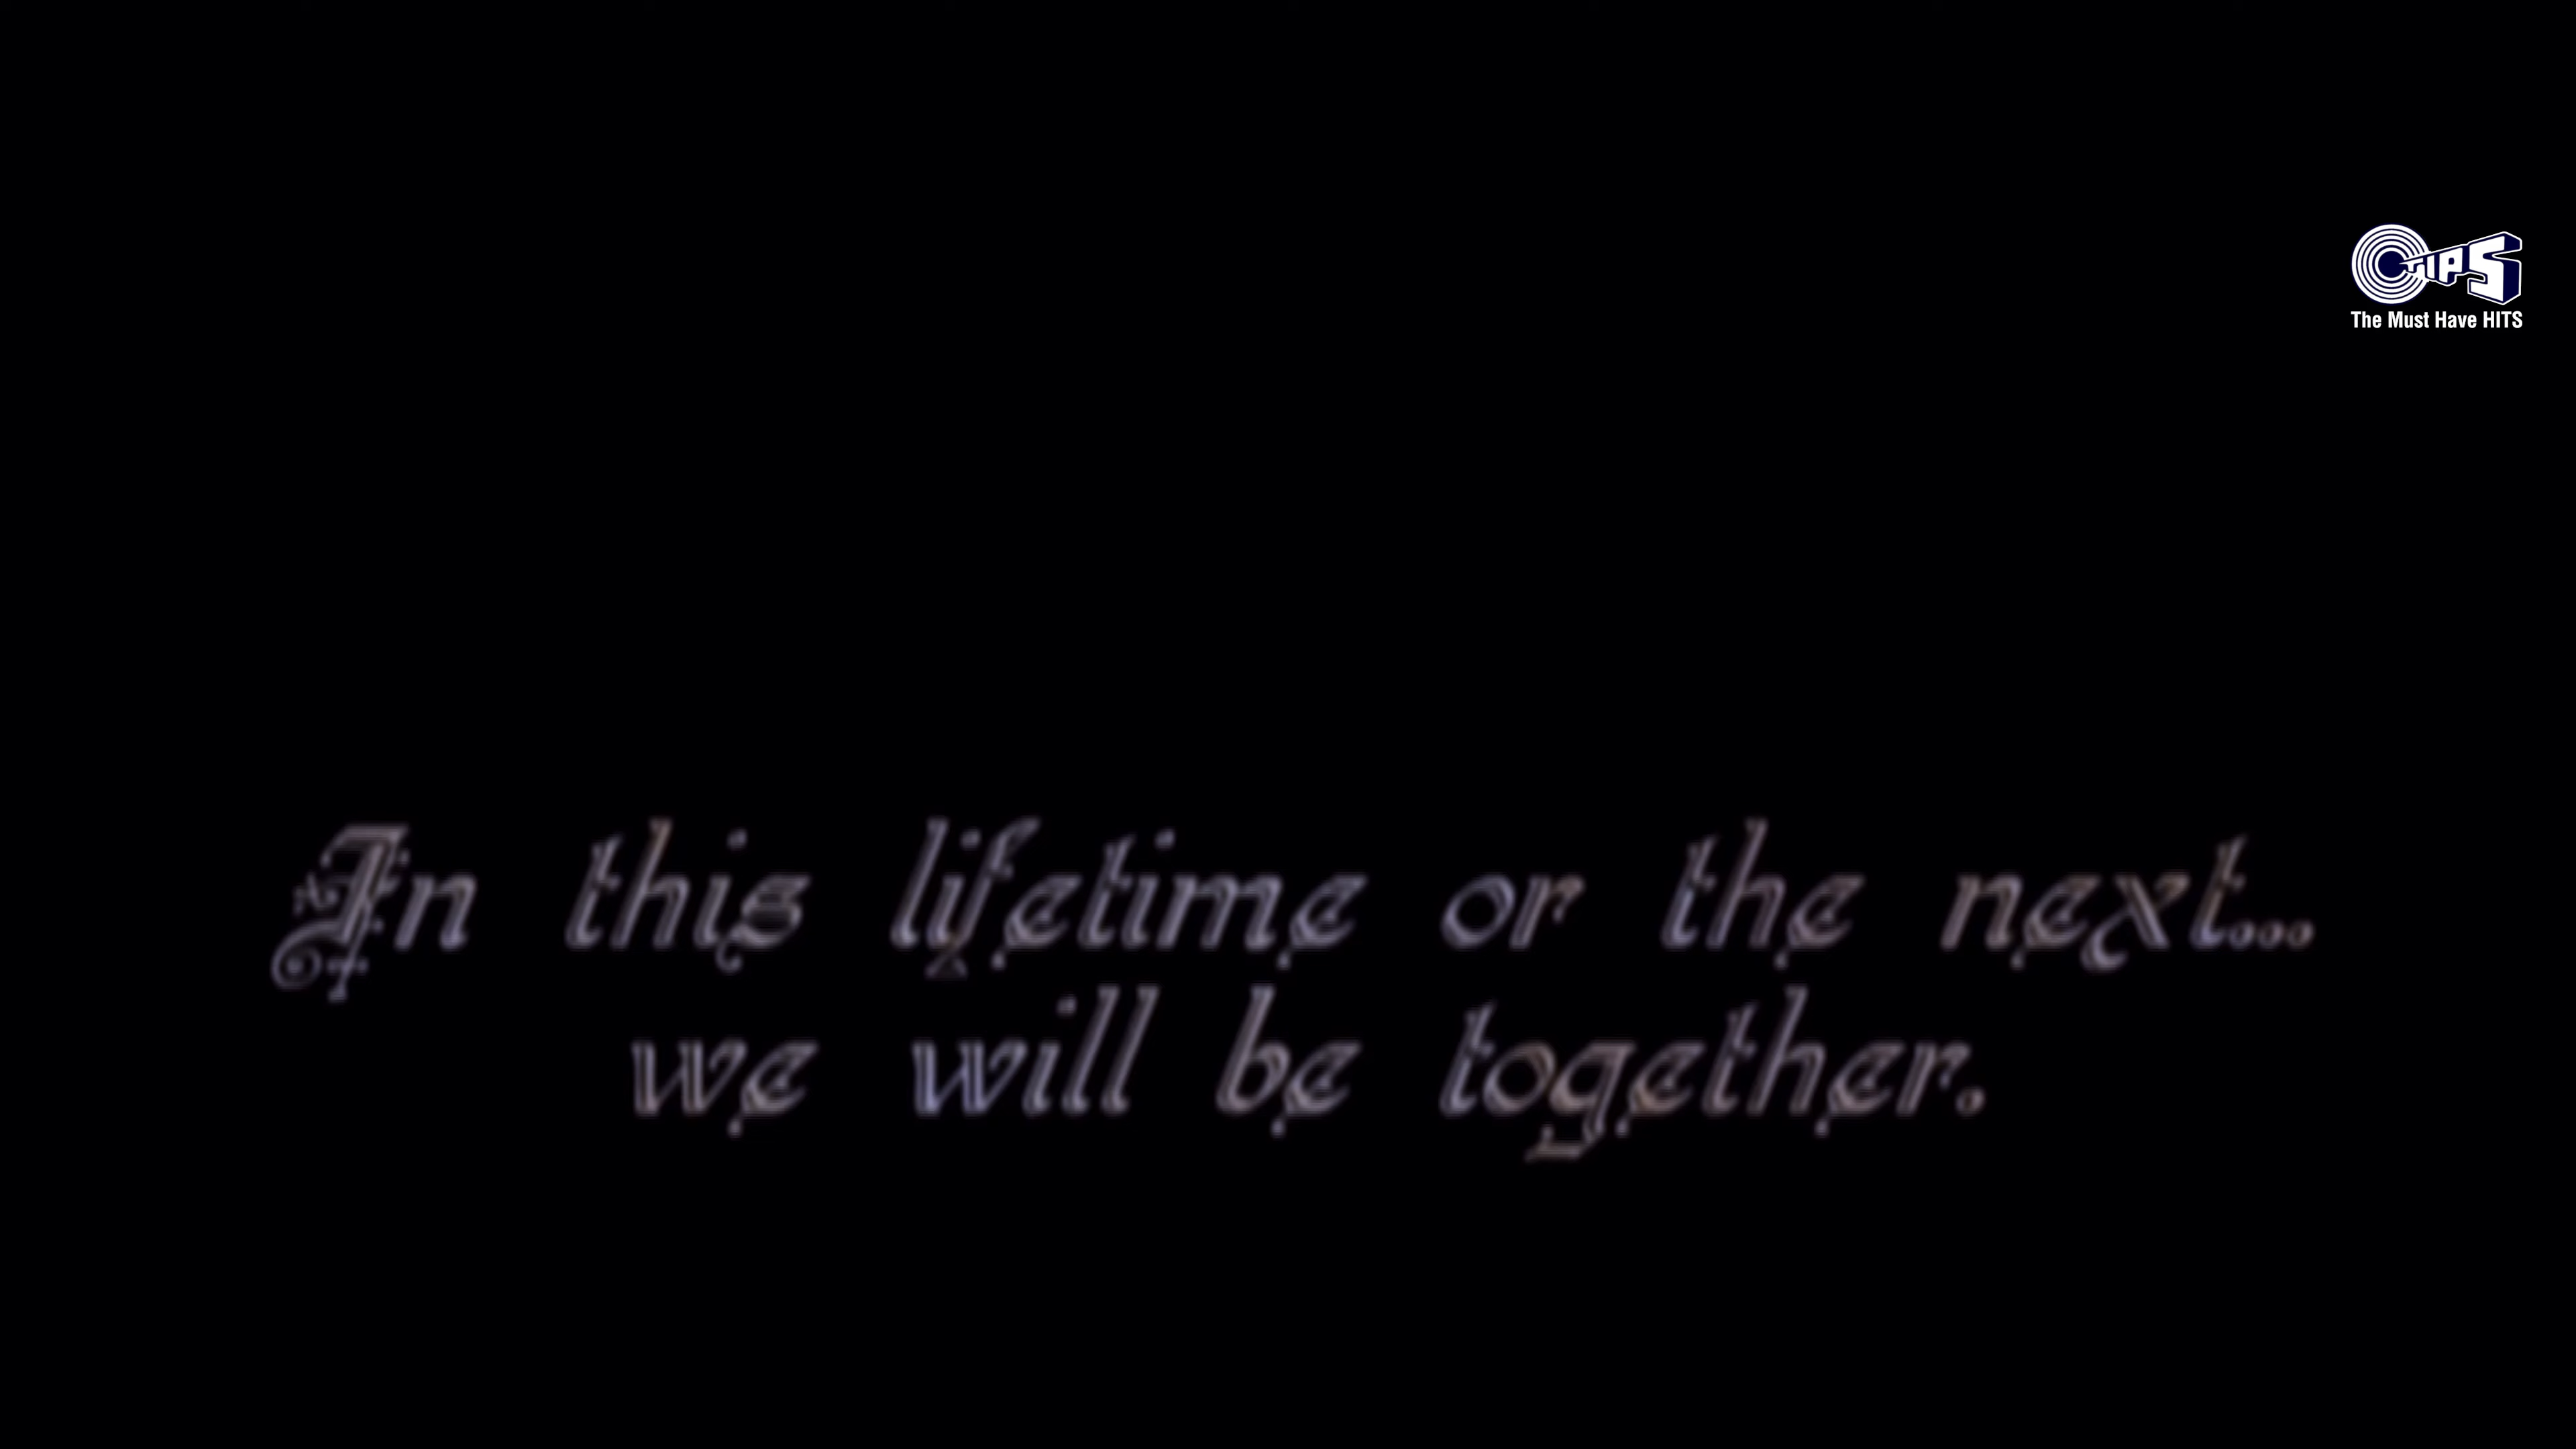 TIPS
The Must Have HITS
In this lifetime or the next...
we will be together.